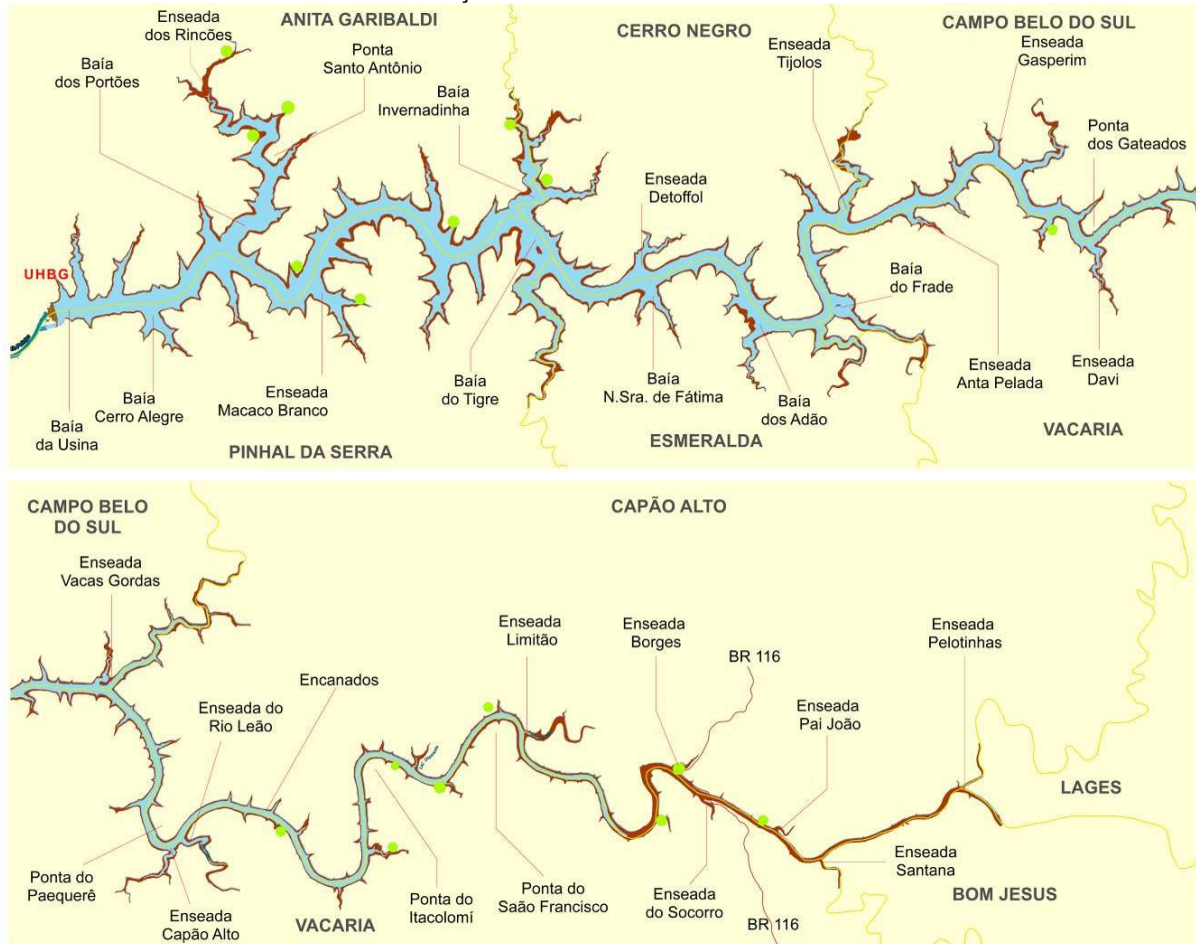 ANITA GARIBALDI
CERRO NEGRO
CAMPO BELO DO SUL
Enseada
dos Rincões
Ponta
Santo Antônio
Baía
dos Portões
Baía
Invernadinha
Enseada
Tijolos
Enseada
Gasperim
Ponta
dos Gateados
Enseada
Detoffol
UHBG
Baía
do Frade
Baía
da Usina
Baía
Cerro Alegre
Enseada
Macaco Branco
Baía
do Tigre
Baía
N.Sra. de Fátima
Baía
dos Adão
Enseada
Anta Pelada
Enseada
Davi
PINHAL DA SERRA
ESMERALDA
VACARIA
CAMPO BELO
DO SUL
CAPÃO ALTO
Enseada
Vacas Gordas
Enseada do
Rio Leão
Encanados
Enseada
Limitão
Enseada
Borges
BR 116
Enseada
Pai João
Enseada
Pelotinhas
LAGES
Ponta do
Paequerê
Enseada
Capão Alto
VACARIA
Ponta do
Itacolomí
Ponta do
Saão Francisco
Enseada
do Socorro
BR 116
Enseada
Santana
BOM JESUS